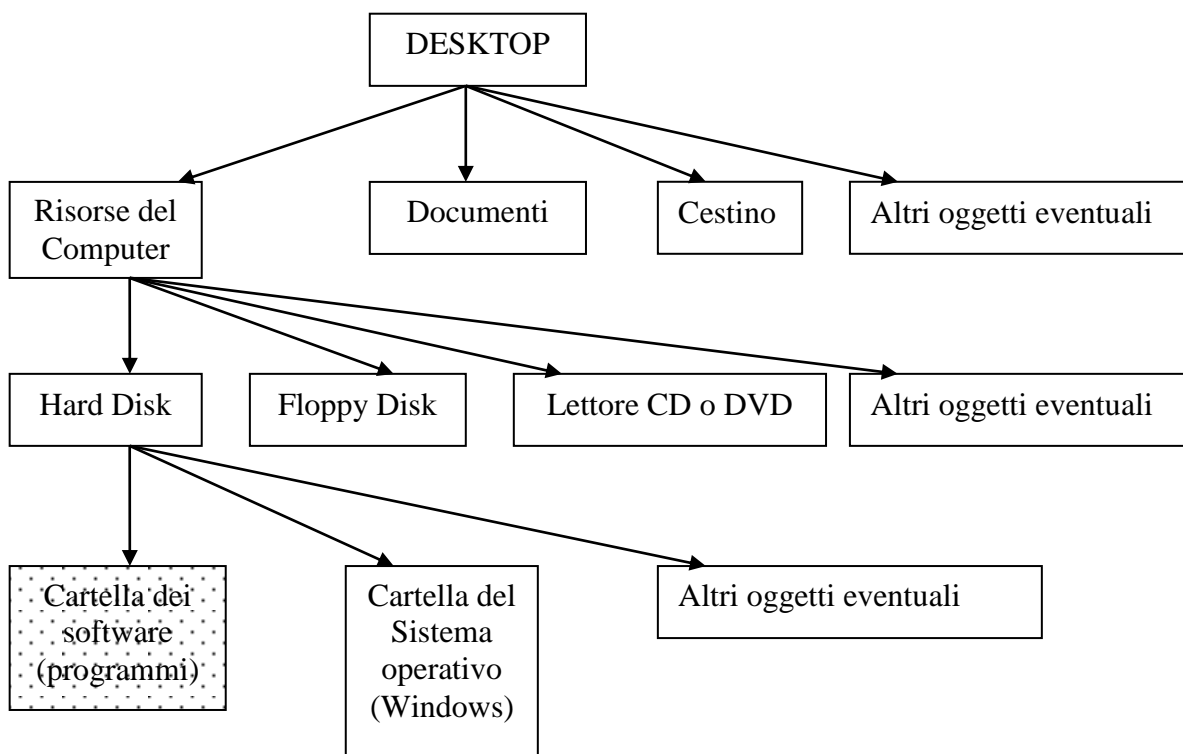 DESKTOP
Risorse del
Computer
Documenti
Cestino
Altri oggetti eventuali
Hard Disk
Floppy Disk
Lettore CD o DVD
Altri oggetti eventuali
Cartella dei
software
(programmi)
Cartella del
Sistema
operativo
(Windows)
Altri oggetti eventuali